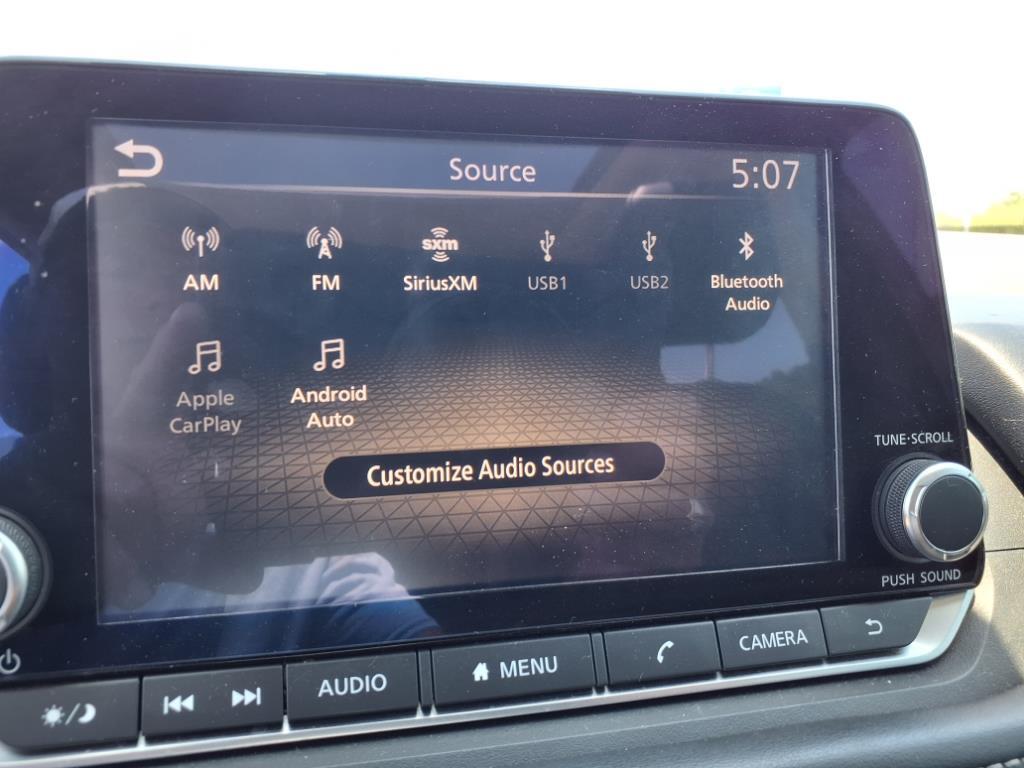 Source
5:07
sxm
AM
FM
SiriusXM
USB1
USB2
Bluetooth
Audio
Apple
CarPlay
Android
Auto
Customize Audio Sources
TUNE·SCROLL
PUSH SOUND
AUDIO
MENU
CAMERA